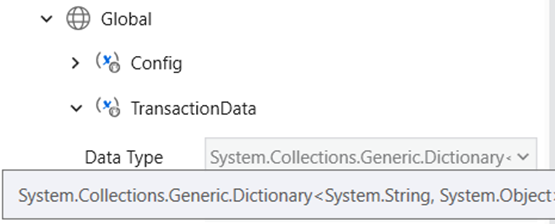 Global
Config
TransactionData
Data Type System.Collections.Generic.Dictionary<
System.Collections.Generic.Dictionary<System.String, System.Object>